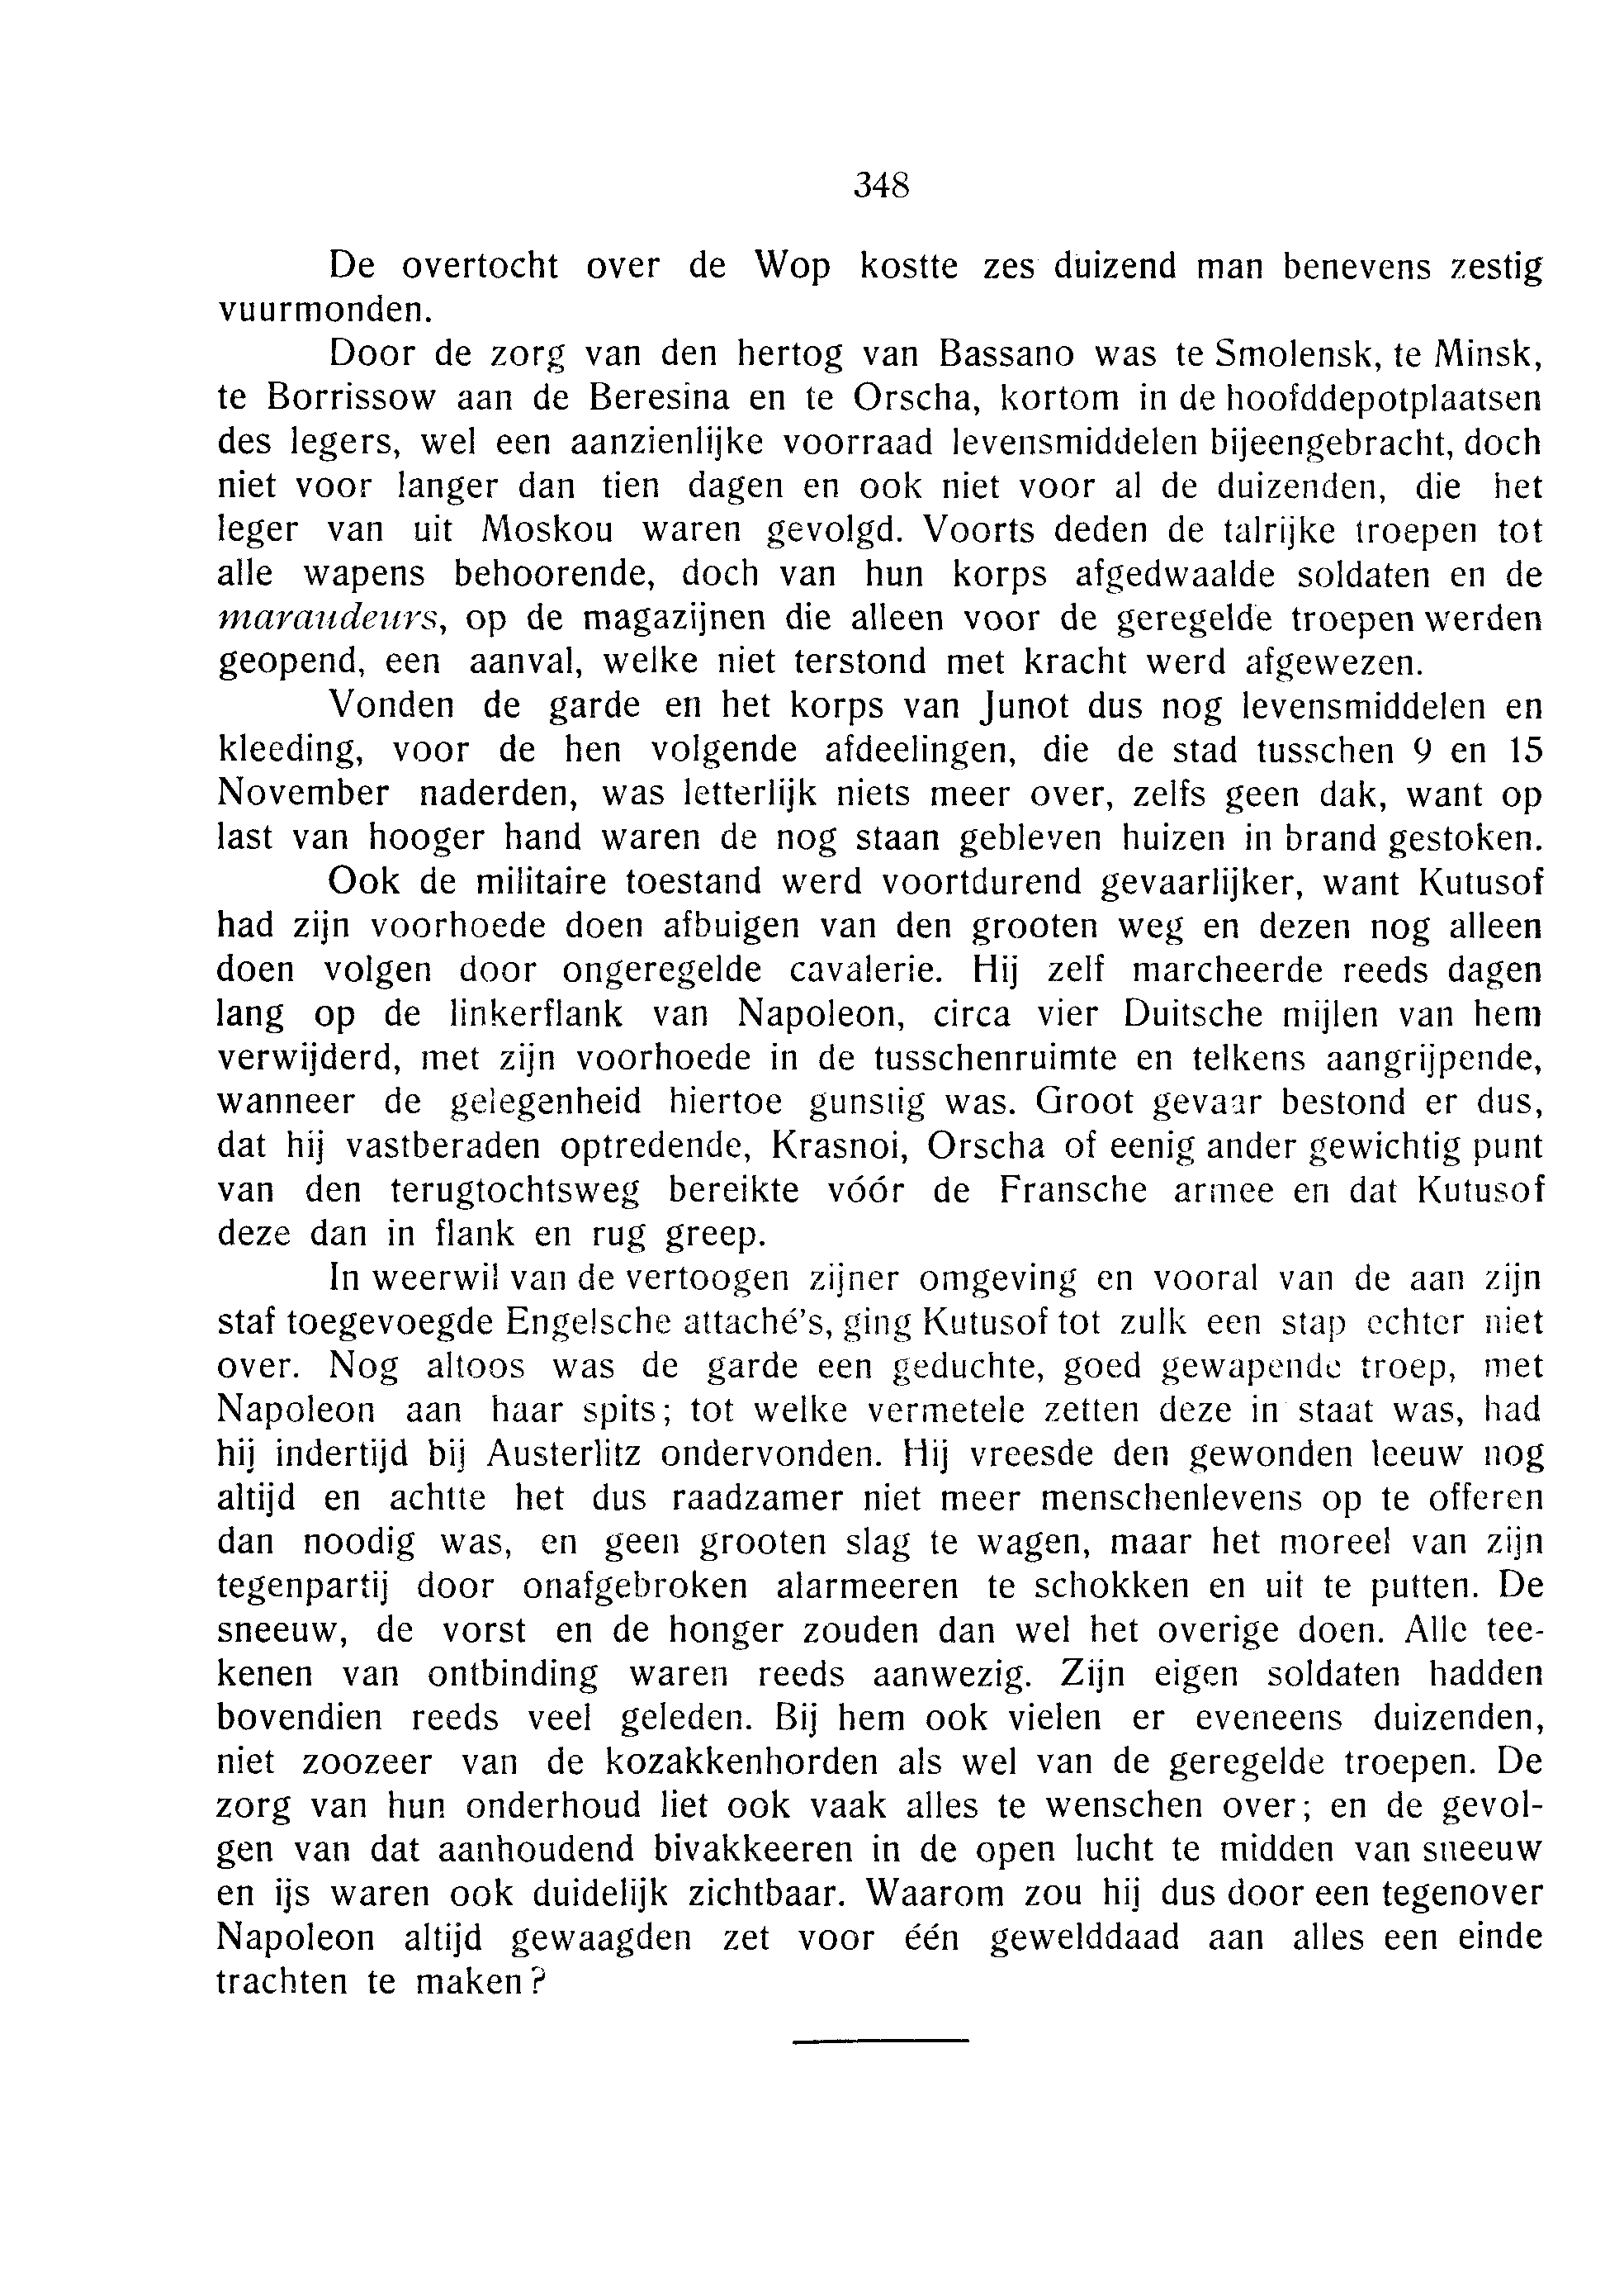 348
De overtocht over de Wop kostte zes duizend man benevens zestig
vuurmonden.
Door de zorg van den hertog van Bassano was te Smolensk, te Minsk,
te Borrissow aan de Beresina en te Orscha, kortom in de hoofddepotplaatsen
des legers, wel een aanzienlijke voorraad levensmiddelen bijeengebracht, doch
niet voor langer dan tien dagen en ook niet voor al de duizenden, die het
leger van uit Moskou waren gevolgd. Voorts deden de talrijke troepen tot
alle wapens behoorende, doch van hun korps afgedwaalde soldaten en de
maraudeurs, op de magazijnen die alleen voor de geregelde troepen werden
geopend, een aanval, welke niet terstond met kracht werd afgewezen.
Vonden de garde en het korps van Junot dus nog levensmiddelen en
kleeding, voor de hen volgende afdeelingen, die de stad tusschen 9 en 15
November naderden, was letterlijk niets meer over, zelfs geen dak, want op
last van hooger hand waren de nog staan gebleven huizen in brand gestoken.
Ook de militaire toestand werd voortdurend gevaarlijker, want Kutusof
had zijn voorhoede doen afbuigen van den grooten weg en dezen nog alleen
doen volgen door ongeregelde cavalerie. Hij zelf marcheerde reeds dagen
lang op de linkerflank van Napoleon, circa vier Duitsche mijlen van hem
verwijderd, met zijn voorhoede in de tusschenruimte en telkens aangrijpende,
wanneer de gelegenheid hiertoe gunstig was. Groot gevaar bestond er dus,
dat hij vastberaden optredende, Krasnoi, Orscha of eenig ander gewichtig punt
van den terugtochtsweg bereikte vóór de Fransche armee en dat Kutusof
deze dan in flank en rug greep.
In weerwil van de vertoogen zijner omgeving en vooral van de aan zijn
staf toegevoegde Engelsche attaché's, ging Kutusof tot zulk een stap echter niet
over. Nog altoos was de garde een geduchte, goed gewapende troep, met
Napoleon aan haar spits; tot welke vermetele zetten deze in staat was, had
hij indertijd bij Austerlitz ondervonden. Hij vreesde den gewonden leeuw nog
altijd en achtte het dus raadzamer niet meer menschenlevens op te offeren
dan noodig was, en geen grooten slag te wagen, maar het moreel van zijn
tegenpartij door onafgebroken alarmeeren te schokken en uit te putten. De
sneeuw, de vorst en de honger zouden dan wel het overige doen. Alle tee-
kenen van ontbinding waren reeds aanwezig. Zijn eigen soldaten hadden
bovendien reeds veel geleden. Bij hem ook vielen er eveneens duizenden,
niet zoozeer van de kozakkenhorden als wel van de geregelde troepen. De
zorg van hun onderhoud liet ook vaak alles te wenschen over; en de gevol-
gen van dat aanhoudend bivakkeeren in de open lucht te midden van sneeuw
en ijs waren ook duidelijk zichtbaar. Waarom zou hij dus door een tegenover
Napoleon altijd gewaagden zet voor één gewelddaad aan alles een einde
trachten te maken?